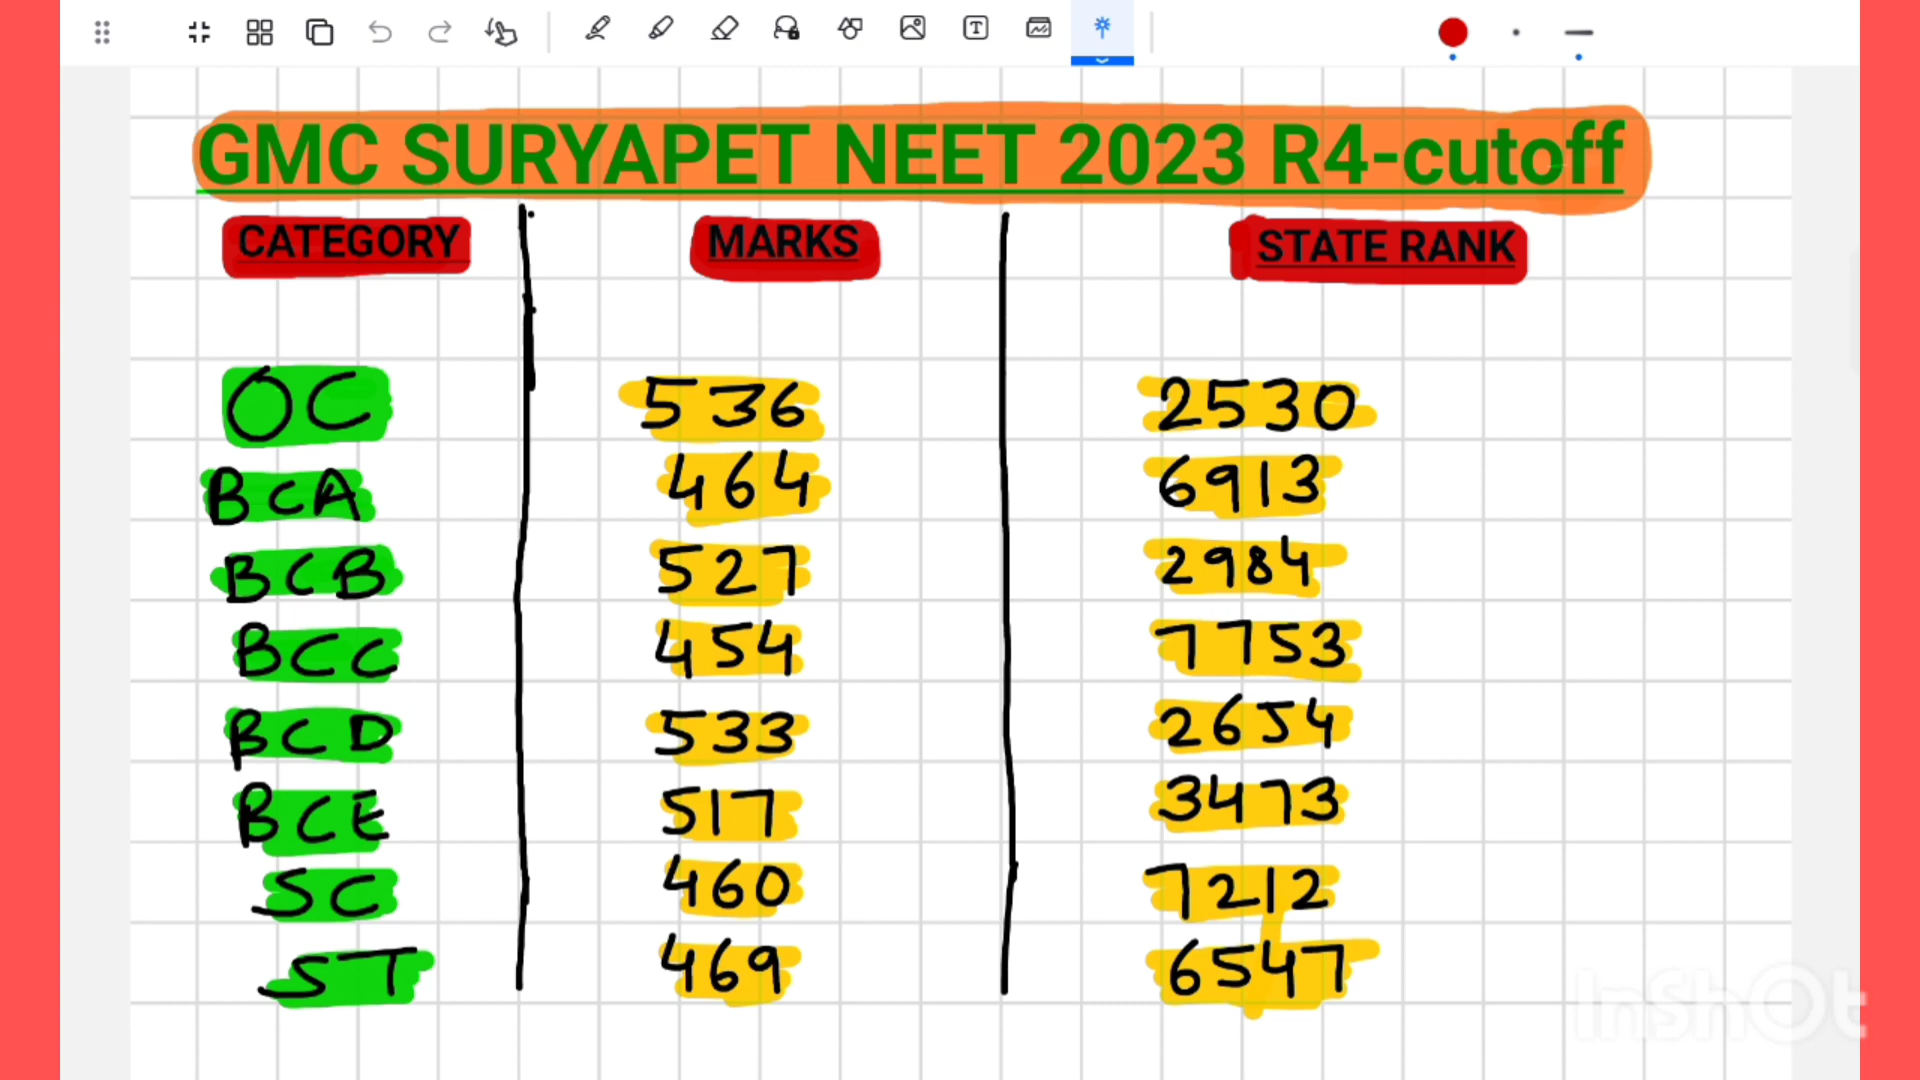 GMC SURYAPET NEET 2023 R4-cutoff
CATEGORY MARKS STATE RANK
OC 536 2530
BCA 464 6913
BCB 527 2984
BCC 454 7753
BCD 533 2654
BCE 517 3473
SC 460 7212
ST 469 6547
InShOt